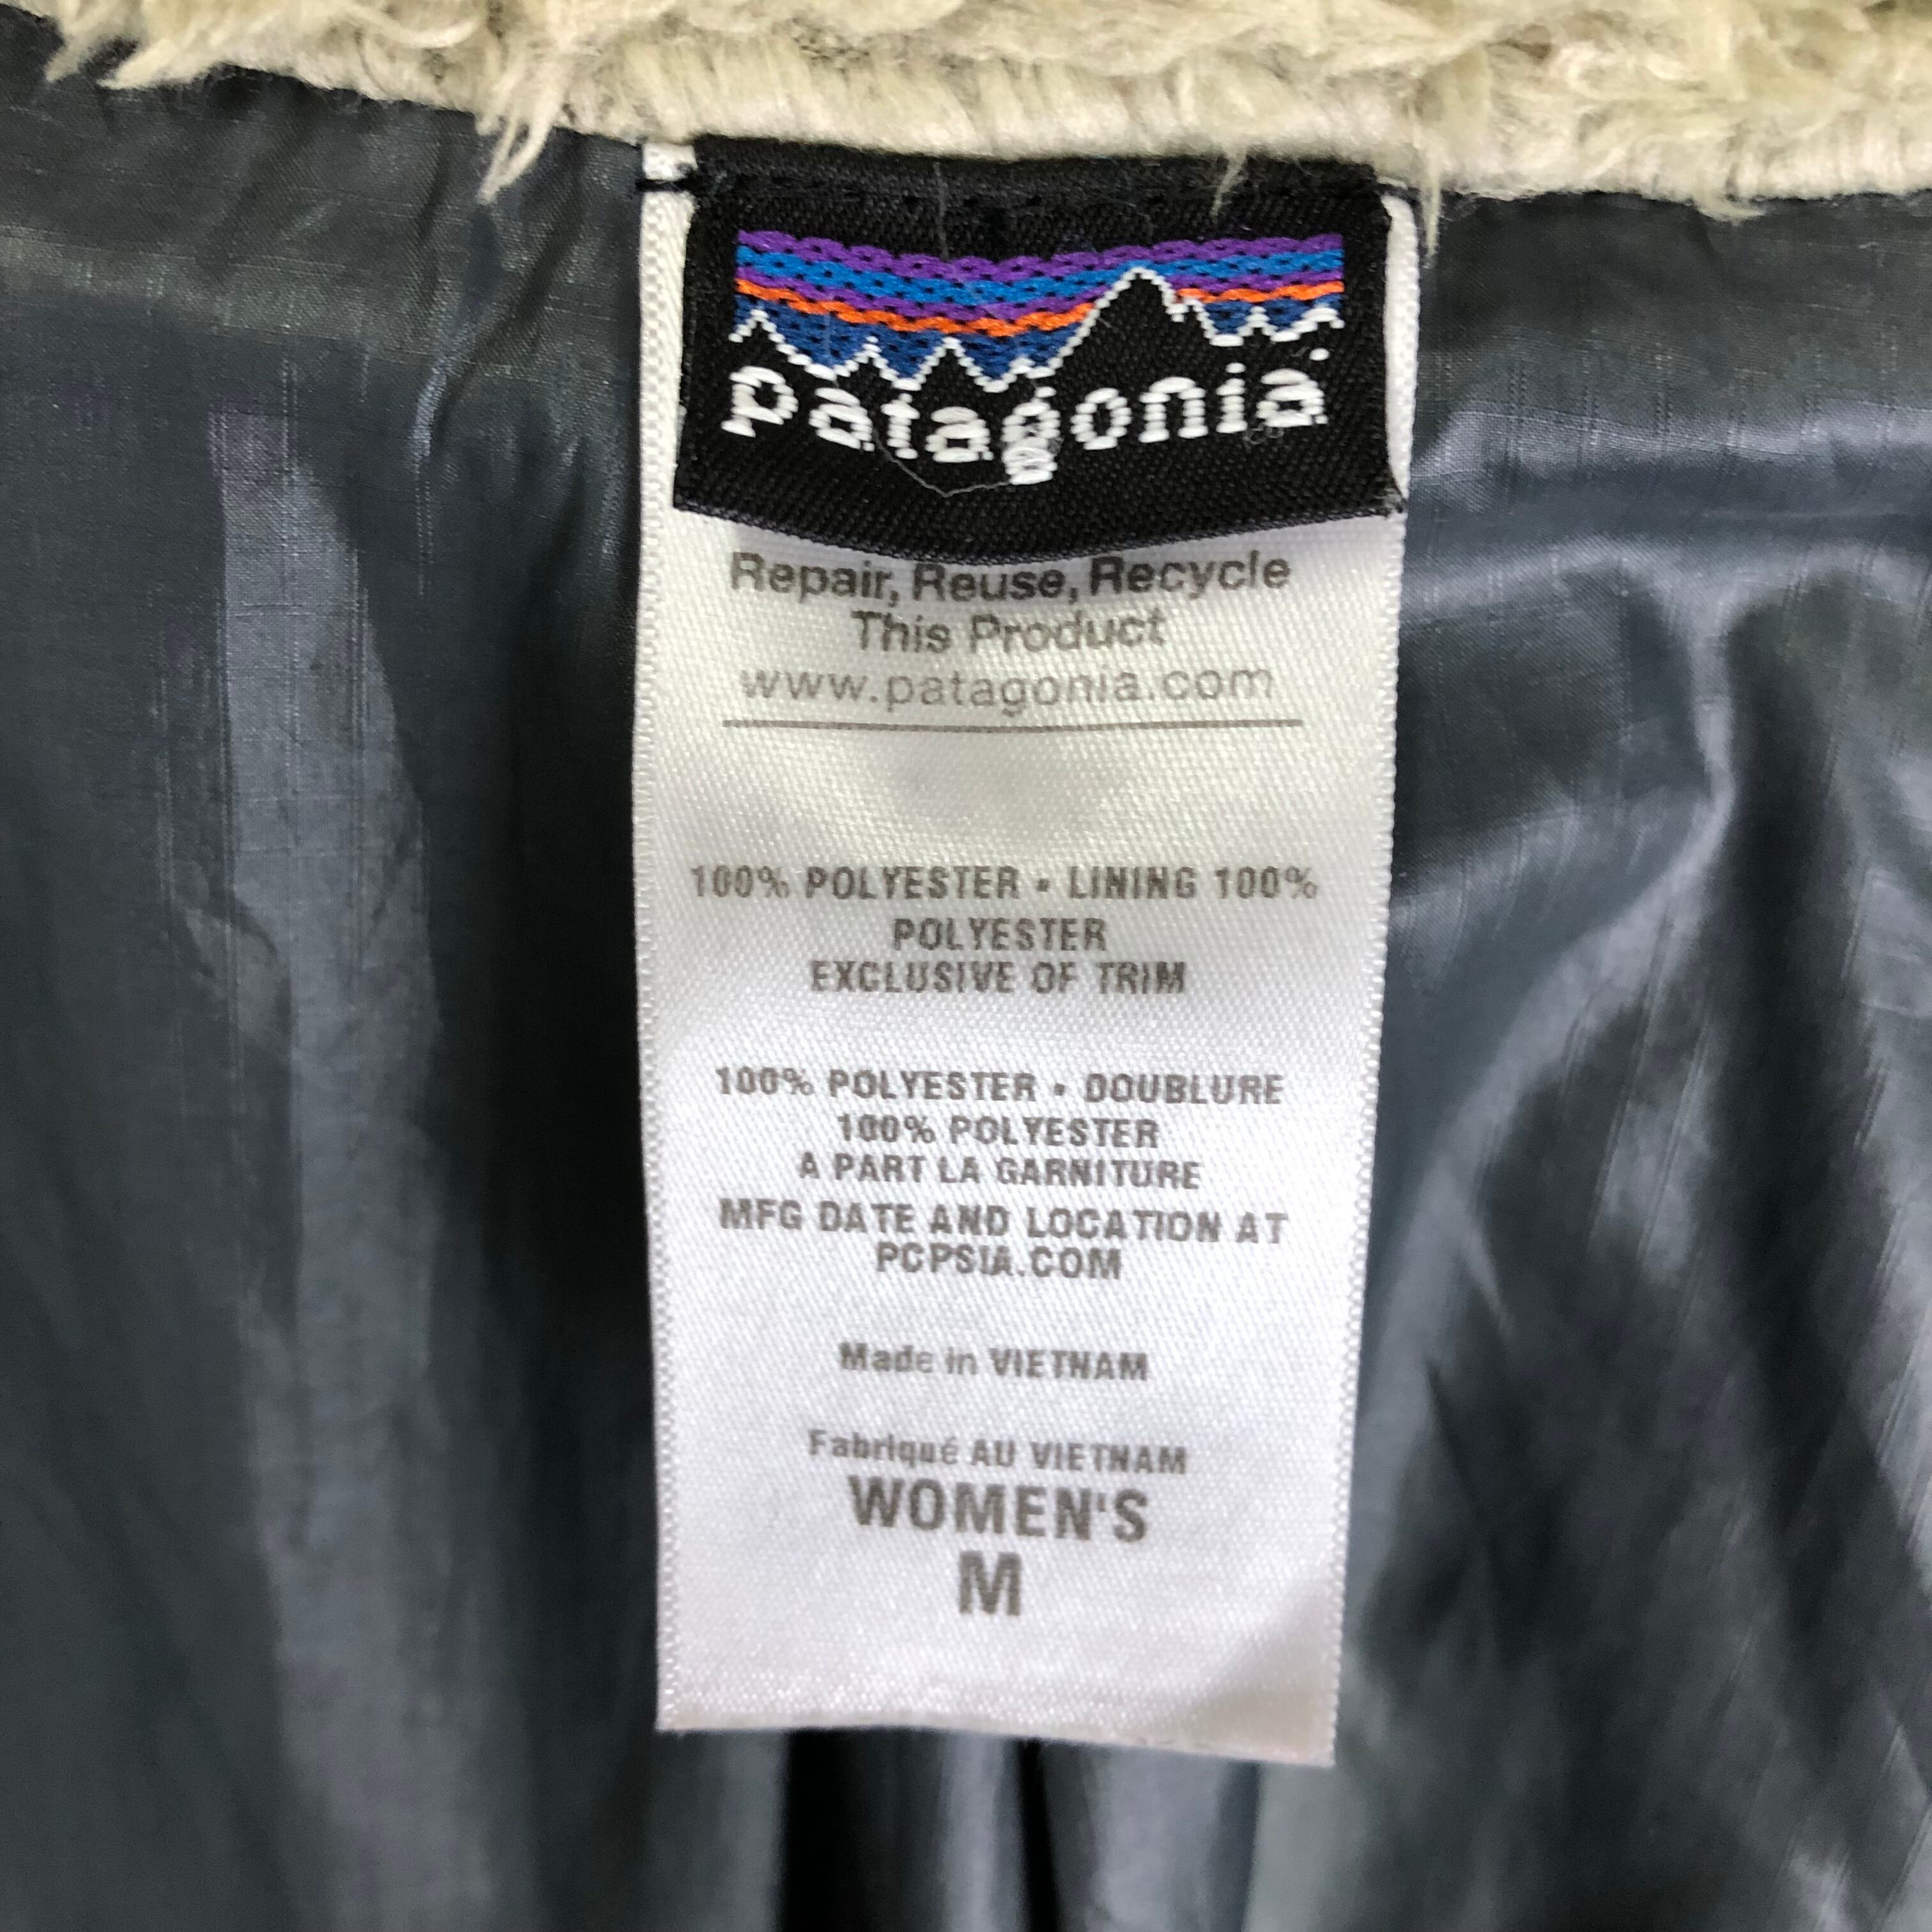 patagonia
Repair, Reuse, Recycle
This Product
www.patagonia.com
100% POLYESTER • LINING 100%
POLYESTER
EXCLUSIVE OF TRIM
100% POLYESTER • DOUBLURE
100% POLYESTER
A PART LA GARNITURE
MFG DATE AND LOCATION AT
PCPSIA.COM
Made in VIETNAM
Fabriqué AU VIETNAM
WOMEN'S
M